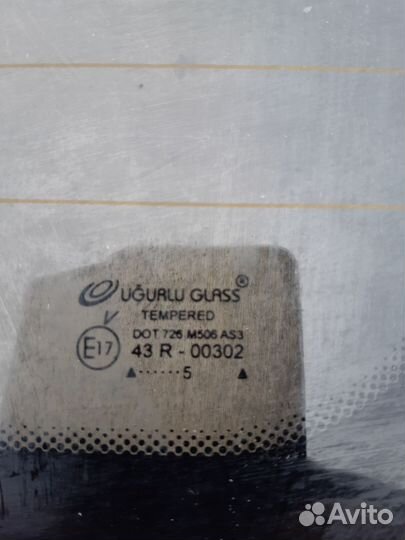 UĞURLU GLASS®
TEMPERED
V
DOT 726 M506 AS3
E17
43 R - 00302
▲······5 ▲
Avito